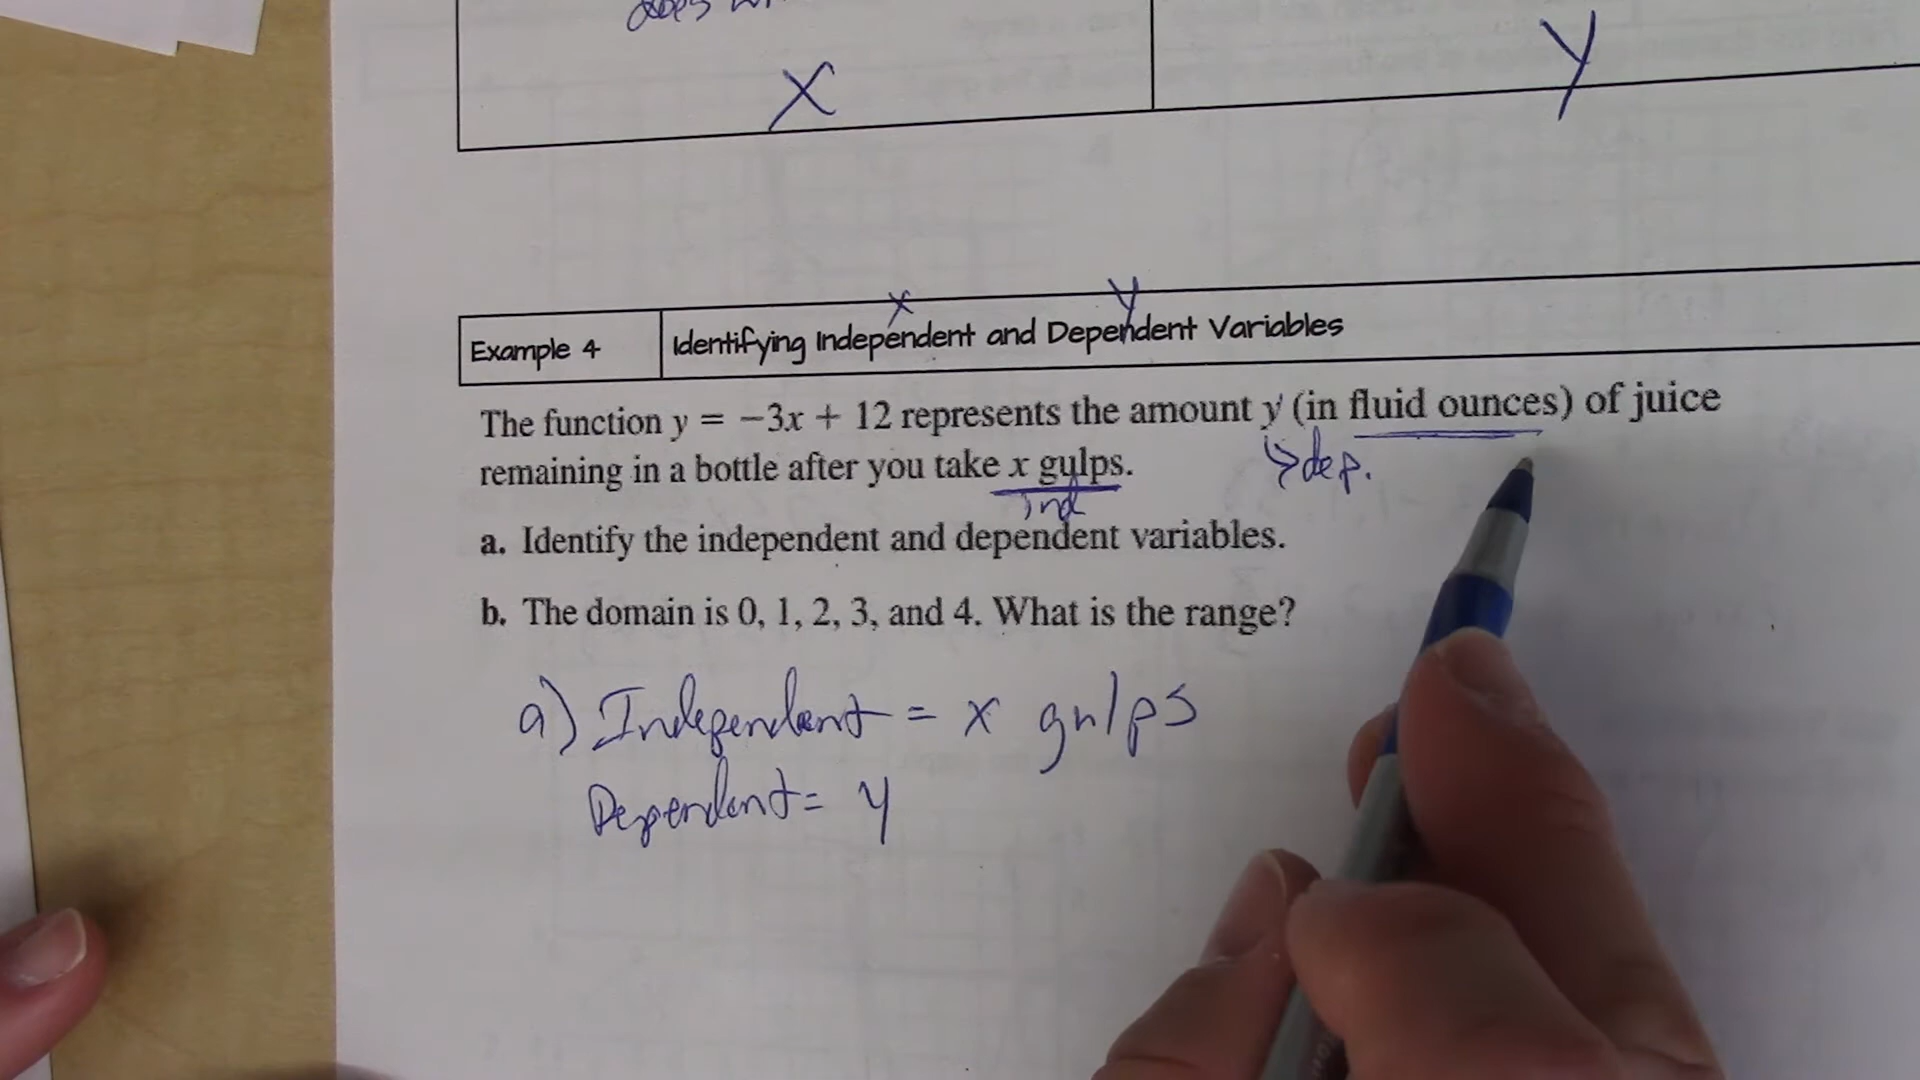 does
x
y
x y
Example 4 Identifying Independent and Dependent Variables
The function y = −3x + 12 represents the amount y (in fluid ounces) of juice
remaining in a bottle after you take x gulps.
dep.
ind
a. Identify the independent and dependent variables.
b. The domain is 0, 1, 2, 3, and 4. What is the range?
a) Independent = x gulps
Dependent = y